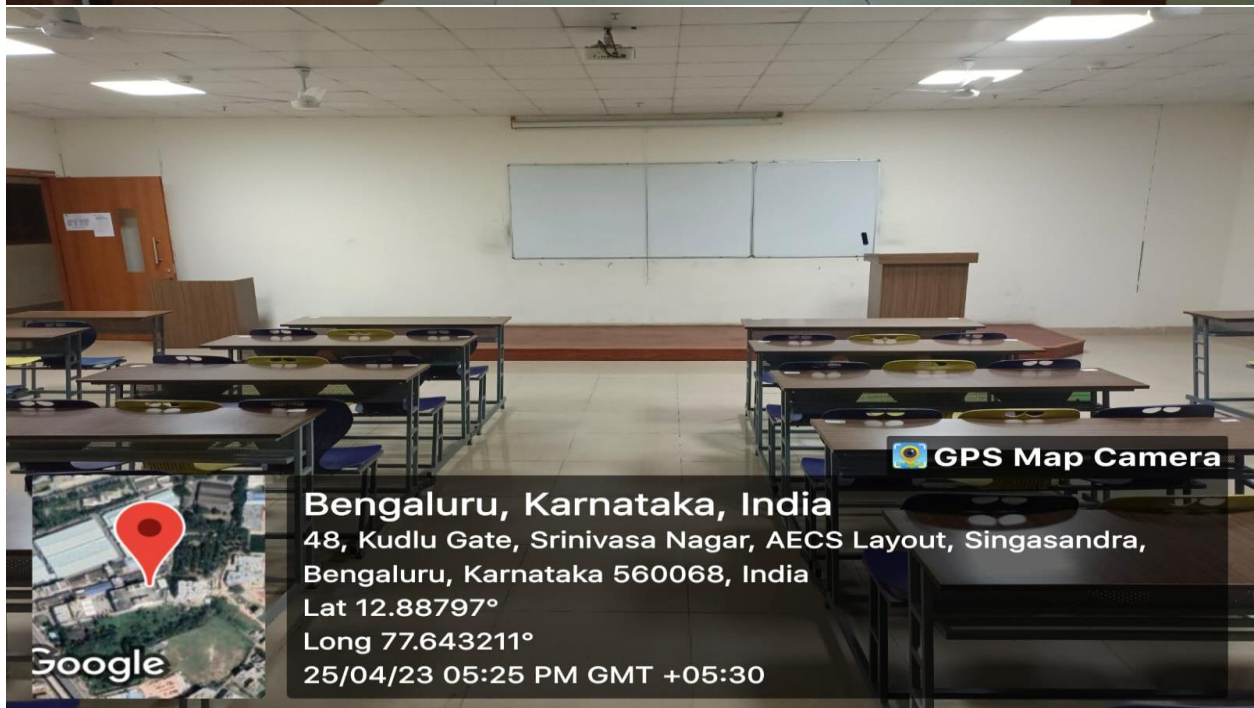 GPS Map Camera
Bengaluru, Karnataka, India
48, Kudlu Gate, Srinivasa Nagar, AECS Layout, Singasandra,
Bengaluru, Karnataka 560068, India
Lat 12.88797°
Long 77.643211°
25/04/23 05:25 PM GMT +05:30
Google